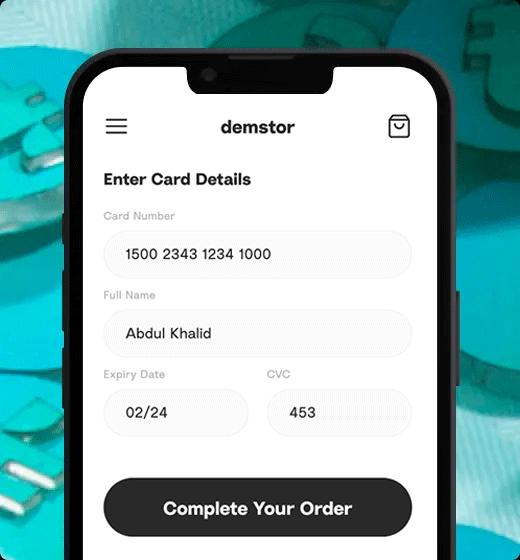 demstor
Enter Card Details
Card Number
1500 2343 1234 1000
Full Name
Abdul Khalid
Expiry Date
CVC
02/24
453
Complete Your Order